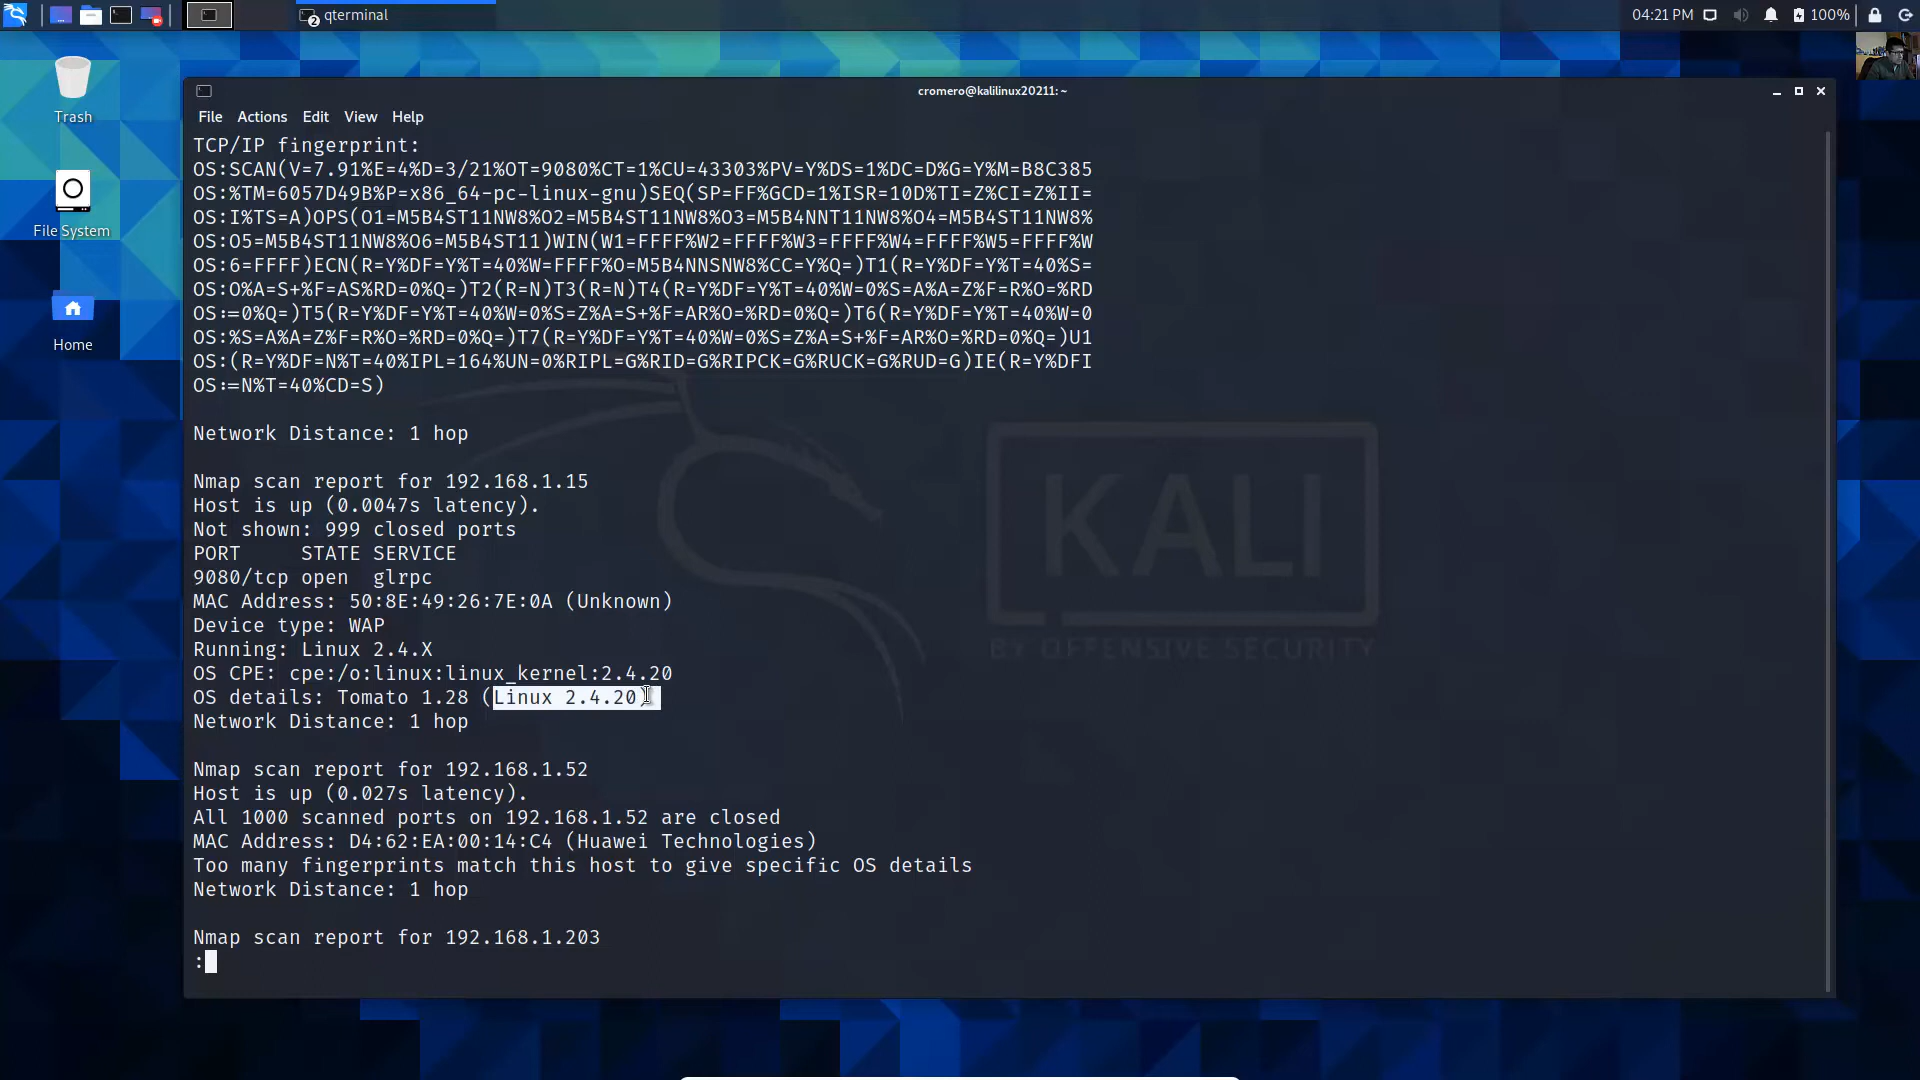 qterminal
2
04:21 PM
100%
Trash
File System
Home
cromero@kalilinux20211: ~
File Actions Edit View Help
TCP/IP fingerprint:
OS:SCAN(V=7.91%E=4%D=3/21%OT=9080%CT=1%CU=43303%PV=Y%DS=1%DC=D%G=Y%M=B8C385
OS:%TM=6057D49B%P=x86_64-pc-linux-gnu)SEQ(SP=FF%GCD=1%ISR=10D%TI=Z%CI=Z%II=
OS:I%TS=A)OPS(O1=M5B4ST11NW8%O2=M5B4ST11NW8%O3=M5B4NNT11NW8%O4=M5B4ST11NW8%
OS:O5=M5B4ST11NW8%O6=M5B4ST11)WIN(W1=FFFF%W2=FFFF%W3=FFFF%W4=FFFF%W5=FFFF%W
OS:6=FFFF)ECN(R=Y%DF=Y%T=40%W=FFFF%O=M5B4NNSNW8%CC=Y%Q=)T1(R=Y%DF=Y%T=40%S=
OS:O%A=S+%F=AS%RD=0%Q=)T2(R=N)T3(R=N)T4(R=Y%DF=Y%T=40%W=0%S=A%A=Z%F=R%O=%RD
OS:=0%Q=)T5(R=Y%DF=Y%T=40%W=0%S=Z%A=S+%F=AR%O=%RD=0%Q=)T6(R=Y%DF=Y%T=40%W=0
OS:%S=A%A=Z%F=R%O=%RD=0%Q=)T7(R=Y%DF=Y%T=40%W=0%S=Z%A=S+%F=AR%O=%RD=0%Q=)U1
OS:(R=Y%DF=N%T=40%IPL=164%UN=0%RIPL=G%RID=G%RIPCK=G%RUCK=G%RUD=G)IE(R=Y%DFI
OS:=N%T=40%CD=S)
Network Distance: 1 hop
Nmap scan report for 192.168.1.15
Host is up (0.0047s latency).
Not shown: 999 closed ports
PORT STATE SERVICE
9080/tcp open glrpc
MAC Address: 50:8E:49:26:7E:0A (Unknown)
Device type: WAP
Running: Linux 2.4.X
OS CPE: cpe:/o:linux:linux_kernel:2.4.20
OS details: Tomato 1.28 (Linux 2.4.20)
Network Distance: 1 hop
Nmap scan report for 192.168.1.52
Host is up (0.027s latency).
All 1000 scanned ports on 192.168.1.52 are closed
MAC Address: D4:62:EA:00:14:C4 (Huawei Technologies)
Too many fingerprints match this host to give specific OS details
Network Distance: 1 hop
Nmap scan report for 192.168.1.203
:
KALI
BY OFFENSIVE SECURITY